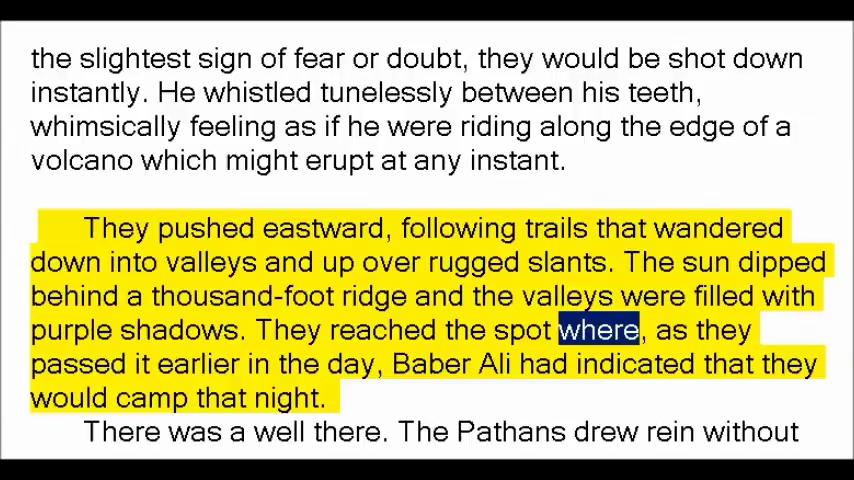 the slightest sign of fear or doubt, they would be shot down
instantly. He whistled tunelessly between his teeth,
whimsically feeling as if he were riding along the edge of a
volcano which might erupt at any instant.
They pushed eastward, following trails that wandered
down into valleys and up over rugged slants. The sun dipped
behind a thousand-foot ridge and the valleys were filled with
purple shadows. They reached the spot where, as they
passed it earlier in the day, Baber Ali had indicated that they
would camp that night.
There was a well there. The Pathans drew rein without